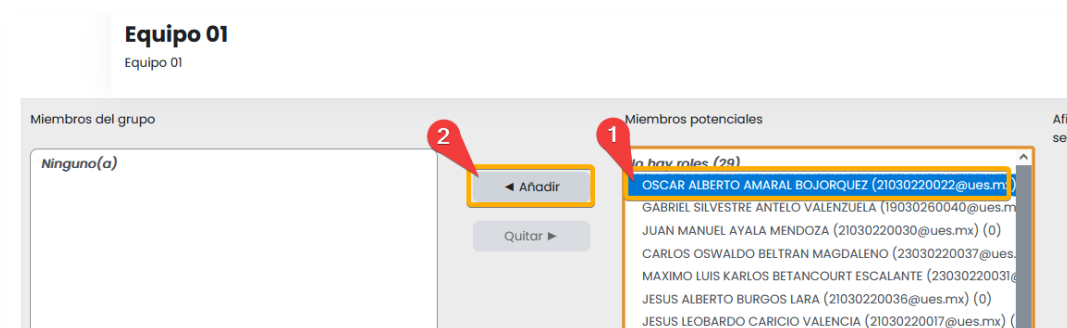 Equipo 01
Equipo 01
Miembros del grupo
Ninguno(a)
2
◄ Añadir
Quitar ►
Miembros potenciales
1
No hay roles (29)
OSCAR ALBERTO AMARAL BOJORQUEZ (21030220022@ues.mx)
GABRIEL SILVESTRE ANTELO VALENZUELA (19030260040@ues.m
JUAN MANUEL AYALA MENDOZA (21030220030@ues.mx) (0)
CARLOS OSWALDO BELTRAN MAGDALENO (23030220037@ues.
MAXIMO LUIS KARLOS BETANCOURT ESCALANTE (23030220031@
JESUS ALBERTO BURGOS LARA (21030220036@ues.mx) (0)
JESUS LEOBARDO CARICIO VALENCIA (21030220017@ues.mx) (
Afi
se